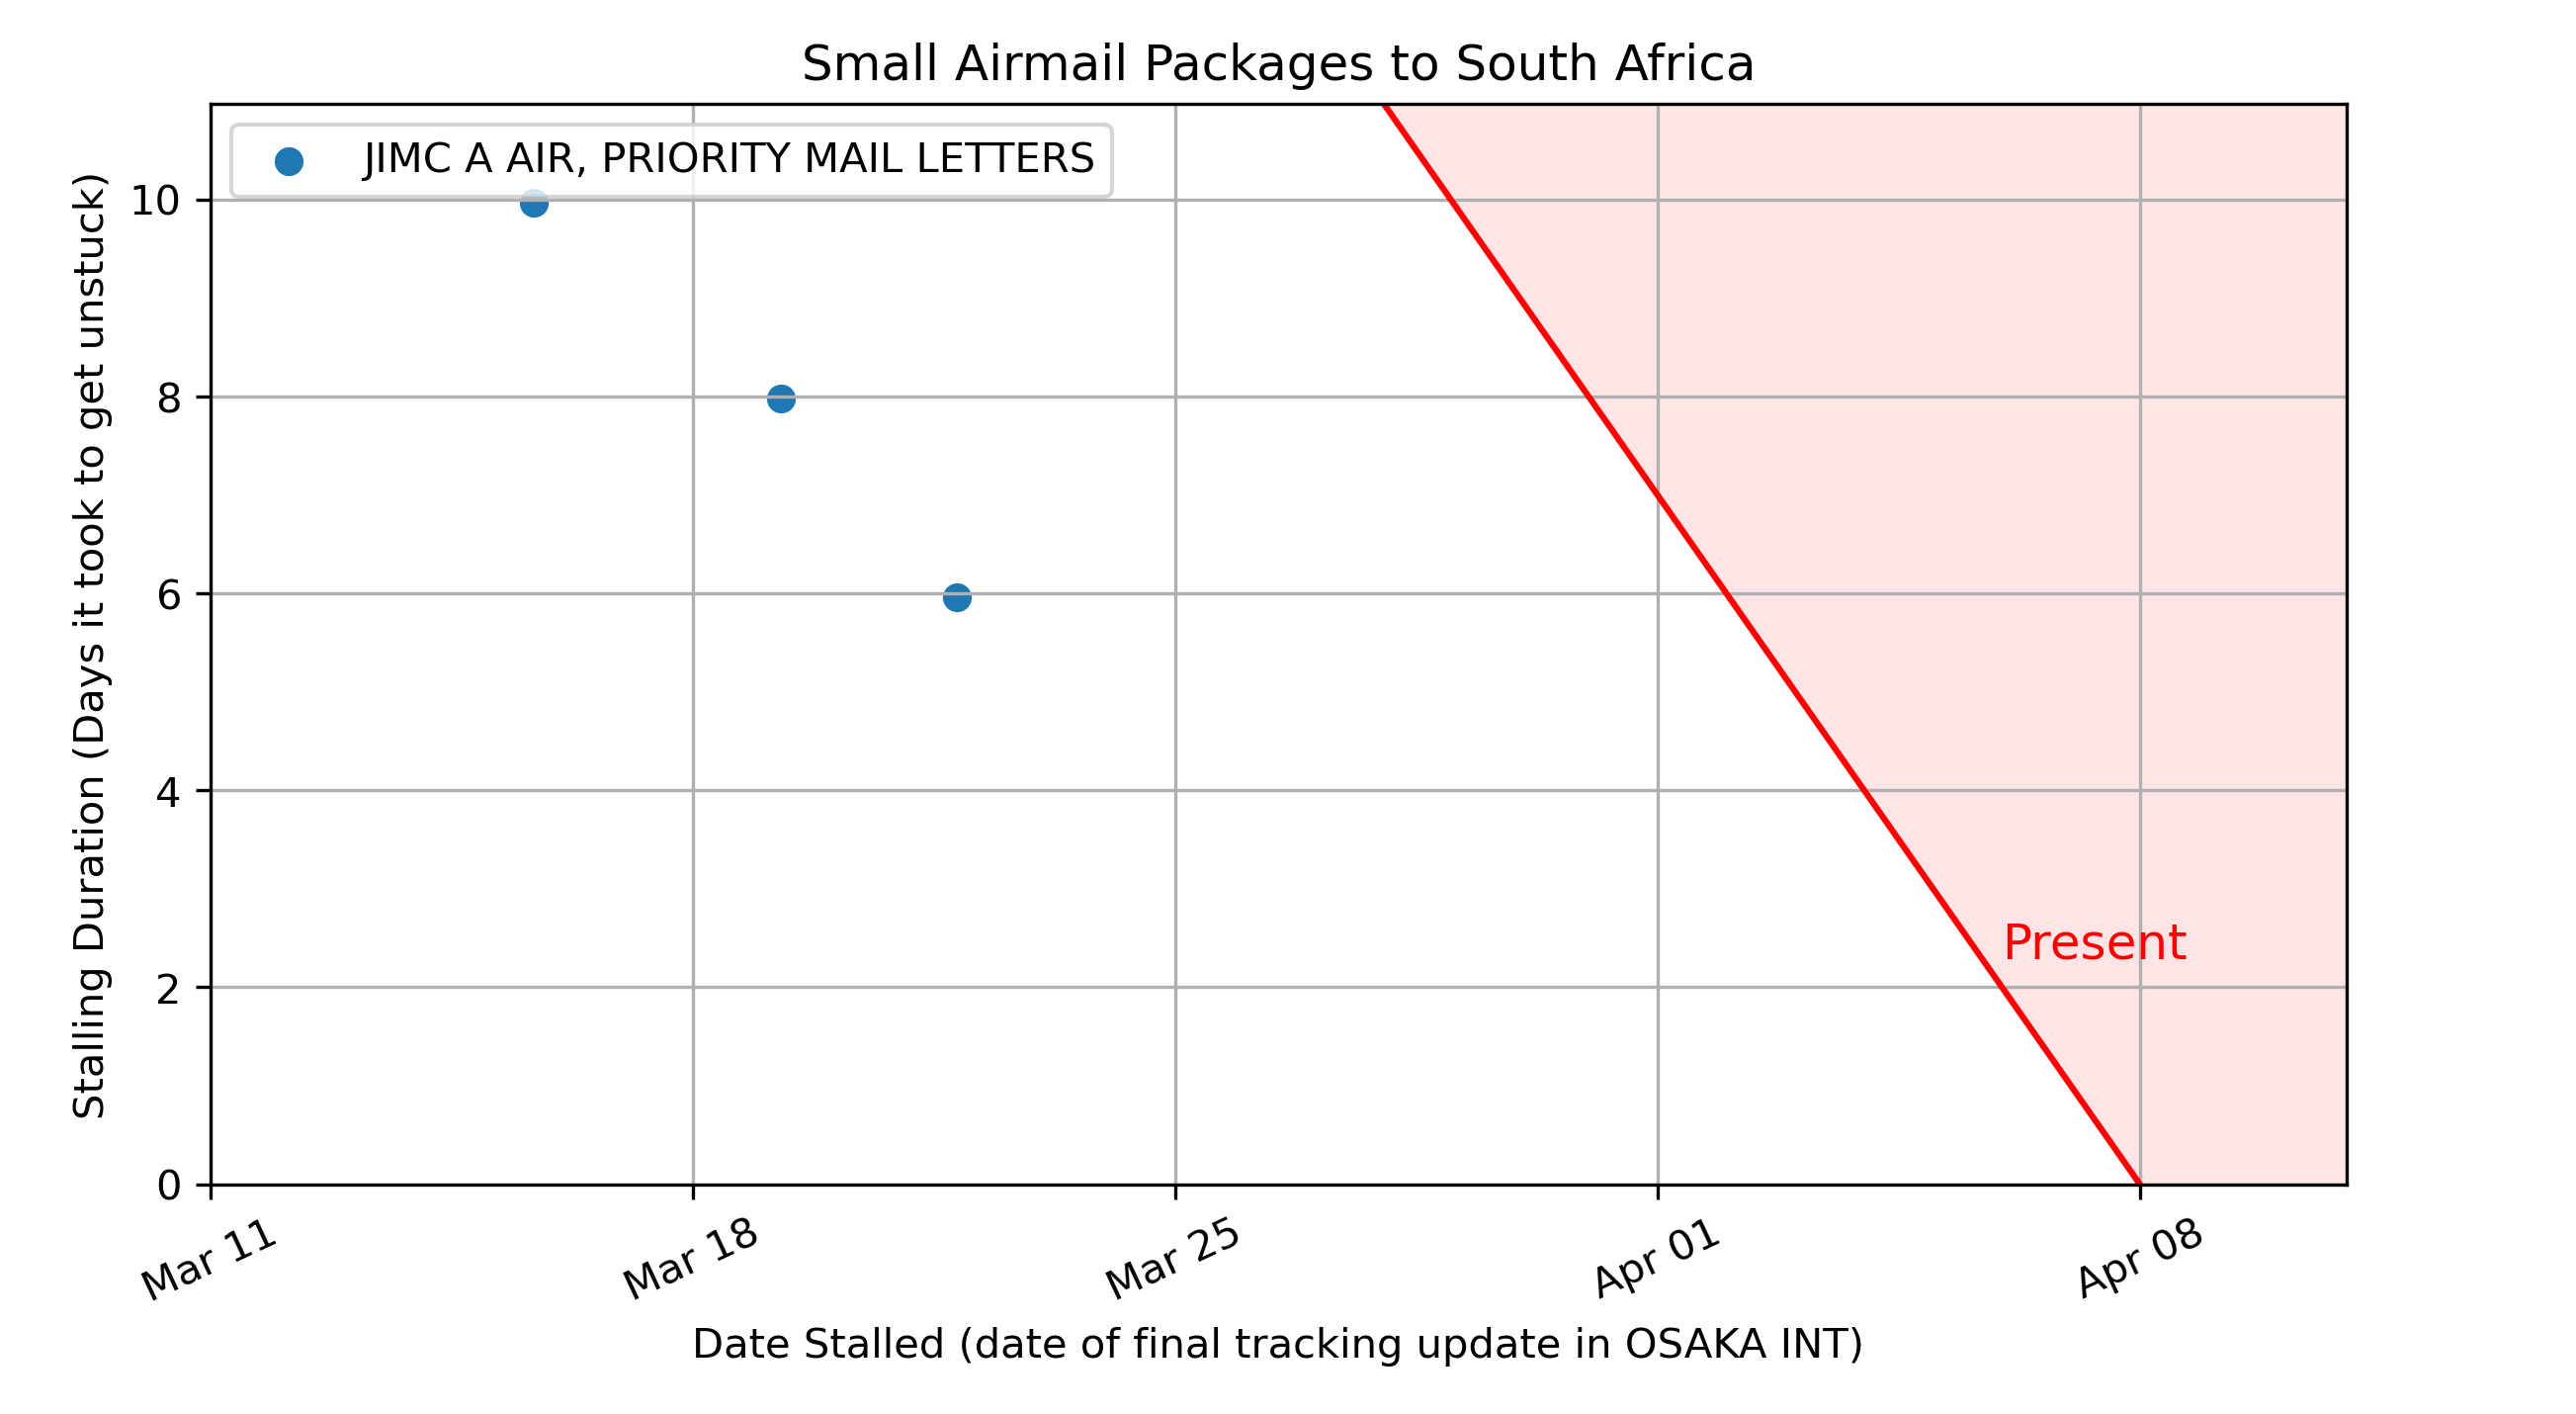 Small Airmail Packages to South Africa
JIMC A AIR, PRIORITY MAIL LETTERS
Stalling Duration (Days it took to get unstuck)
10
8
6
4
2
0
Present
Mar 11
Mar 18
Mar 25
Apr 01
Apr 08
Date Stalled (date of final tracking update in OSAKA INT)